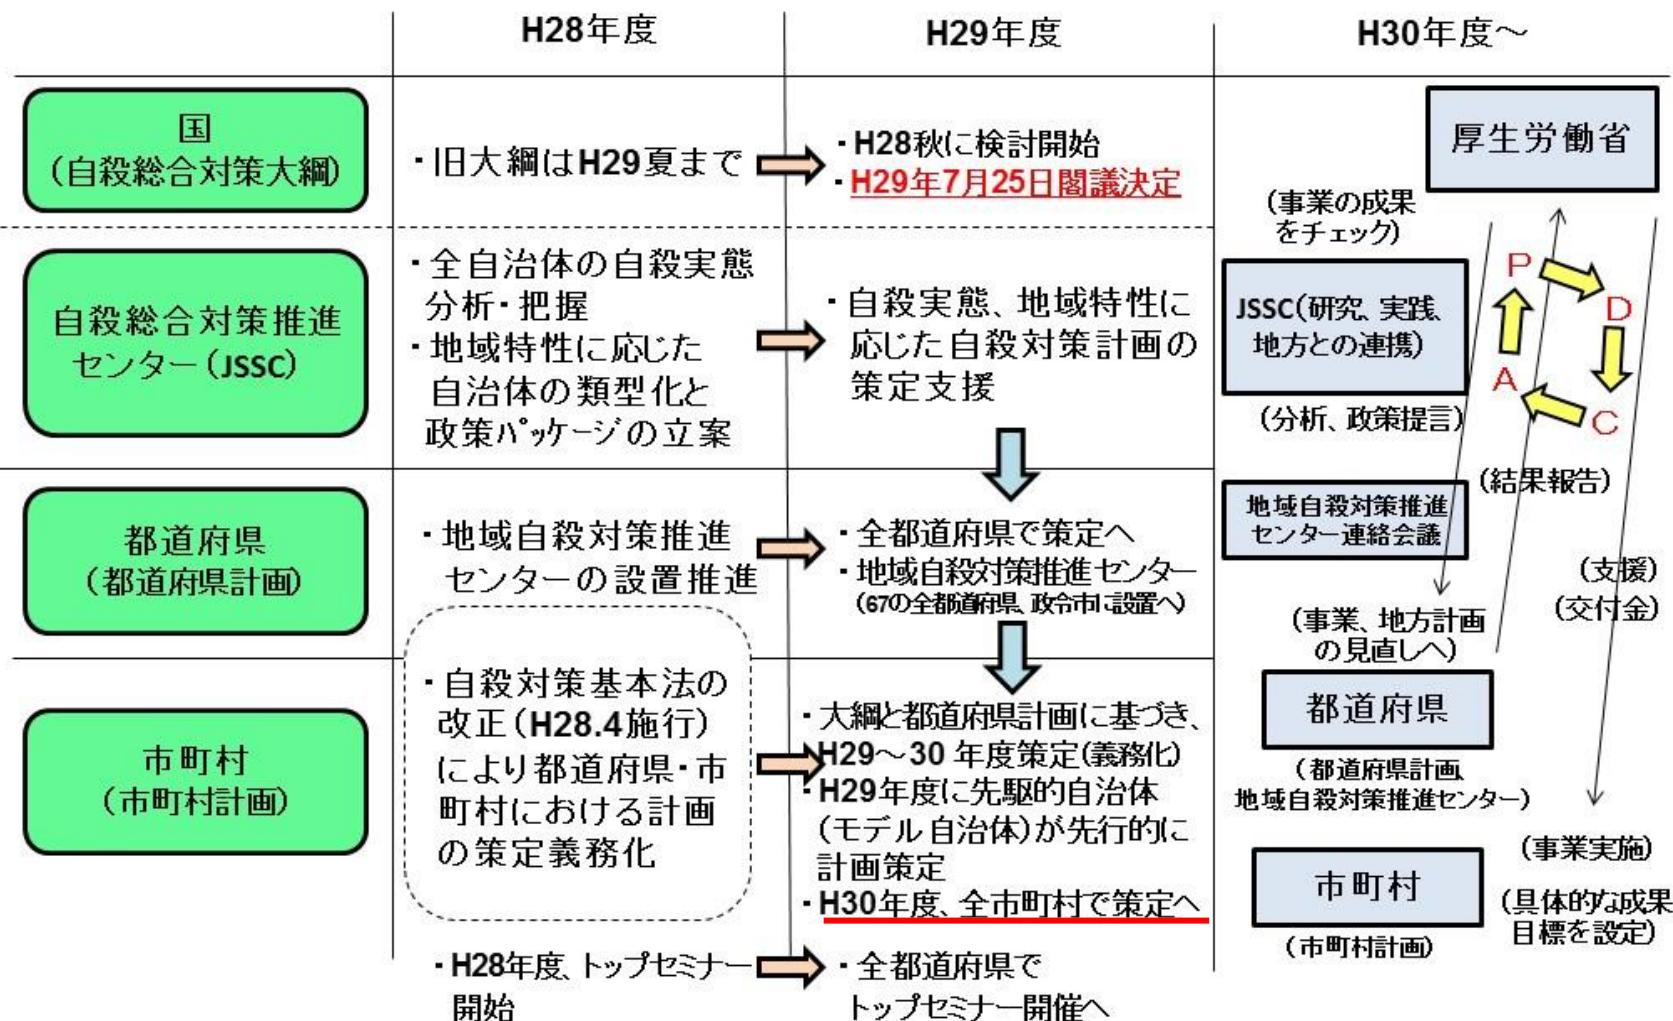 H28年度
H29年度
H30年度～
国
（自殺総合対策大綱）
・旧大綱はH29夏まで
・H28秋に検討開始
・H29年7月25日閣議決定
自殺総合対策推進
センター（JSSC）
・全自治体の自殺実態
分析・把握
・地域特性に応じた
自治体の類型化と
政策パッケージの立案
・自殺実態、地域特性に
応じた自殺対策計画の
策定支援
都道府県
（都道府県計画）
・地域自殺対策推進
センターの設置推進
・全都道府県で策定へ
・地域自殺対策推進センター
（67の全都道府県、政令市に設置へ）
市町村
（市町村計画）
・自殺対策基本法の
改正（H28.4施行）
により都道府県・市
町村における計画
の策定義務化
・大綱と都道府県計画に基づき、
H29～30年度策定(義務化)
・H29年度に先駆的自治体
（モデル自治体）が先行的に
計画策定
・H30年度、全市町村で策定へ
・H28年度、トップセミナー
開始
・全都道府県で
トップセミナー開催へ
厚生労働省
（事業の成果
をチェック）
JSSC（研究、実践、
地方との連携）
（分析、政策提言）
P
D
A
C
（結果報告）
地域自殺対策推進
センター連絡会議
（支援）
（交付金）
（事業、地方計画
の見直しへ）
都道府県
（都道府県計画、
地域自殺対策推進センター）
（事業実施）
市町村
（具体的な成果
目標を設定）
（市町村計画）